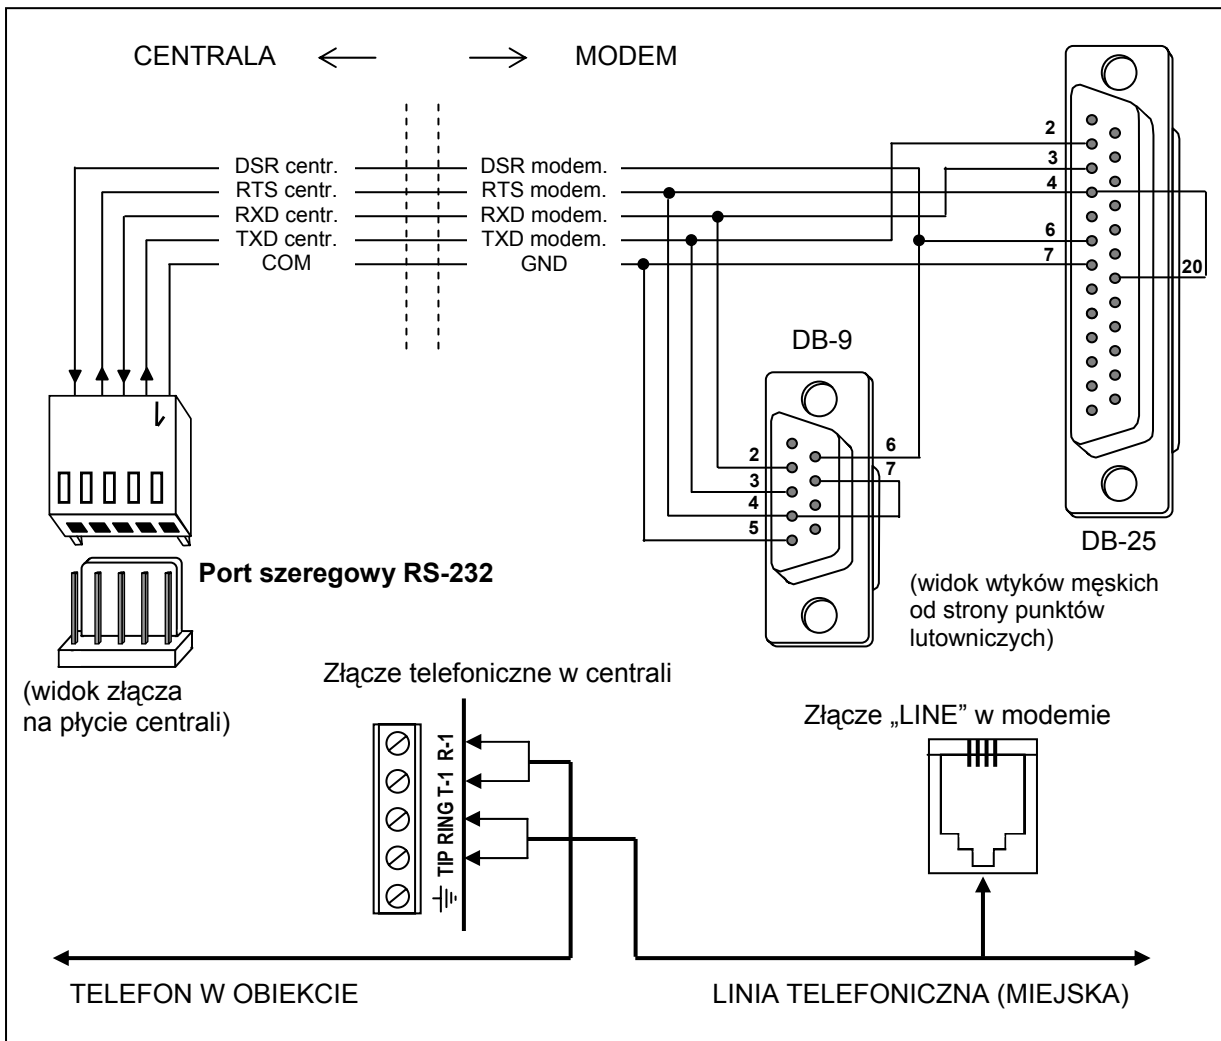 CENTRALA
MODEM
DSR centr.
RTS centr.
RXD centr.
TXD centr.
COM
DSR modem.
RTS modem.
RXD modem.
TXD modem.
GND
2
3
4
6
7
20
DB-25
(widok wtyków męskich
od strony punktów
lutowniczych)
DB-9
2
3
4
5
6
7
Port szeregowy RS-232
(widok złącza
na płycie centrali)
Złącze telefoniczne w centrali
R-1
T-1
RING
TIP
Złącze „LINE” w modemie
TELEFON W OBIEKCIE
LINIA TELEFONICZNA (MIEJSKA)